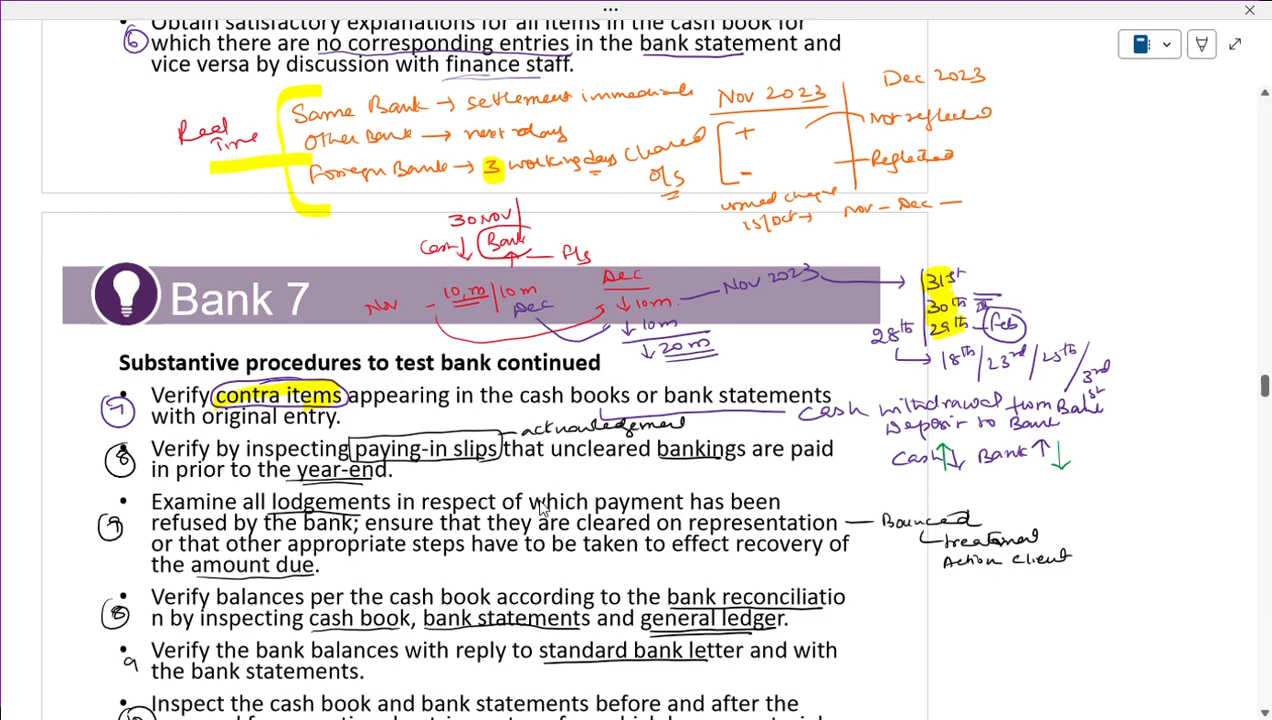 Obtain satisfactory explanations for all items in the cash book for
6 which there are no corresponding entries in the bank statement and
vice versa by discussion with finance staff.
Real Time
Same Bank → settlement immediate
Other Bank → next day
Foreign Bank → 3 working days Cleared
o/s
Nov 2023
+
-
Dec 2023
Not reflected
Reflected
15/Oct → Nov - Dec -
30 Nov
Cash ↓ Bank ↑
Bank 7
Nov - 10,m / 10m
Dec
Dec
↓ 10m
↓ 10m
↓ 20m
Nov 2023 →
31st
30th
29th - Feb
28th
18th / 23rd / 25th / 3rd
Substantive procedures to test bank continued
• Verify contra items appearing in the cash books or bank statements
with original entry.
Cash withdrawal from Bank
Deposit to Bank
Cash ↑ ↓ Bank ↑ ↓
acknowledgement
8 • Verify by inspecting paying-in slips that uncleared bankings are paid
in prior to the year-end.
• Examine all lodgements in respect of which payment has been
refused by the bank; ensure that they are cleared on representation
or that other appropriate steps have to be taken to effect recovery of
the amount due.
Bounced
treatment
Action client
8 • Verify balances per the cash book according to the bank reconciliatio
n by inspecting cash book, bank statements and general ledger.
9 • Verify the bank balances with reply to standard bank letter and with
the bank statements.
• Inspect the cash book and bank statements before and after the